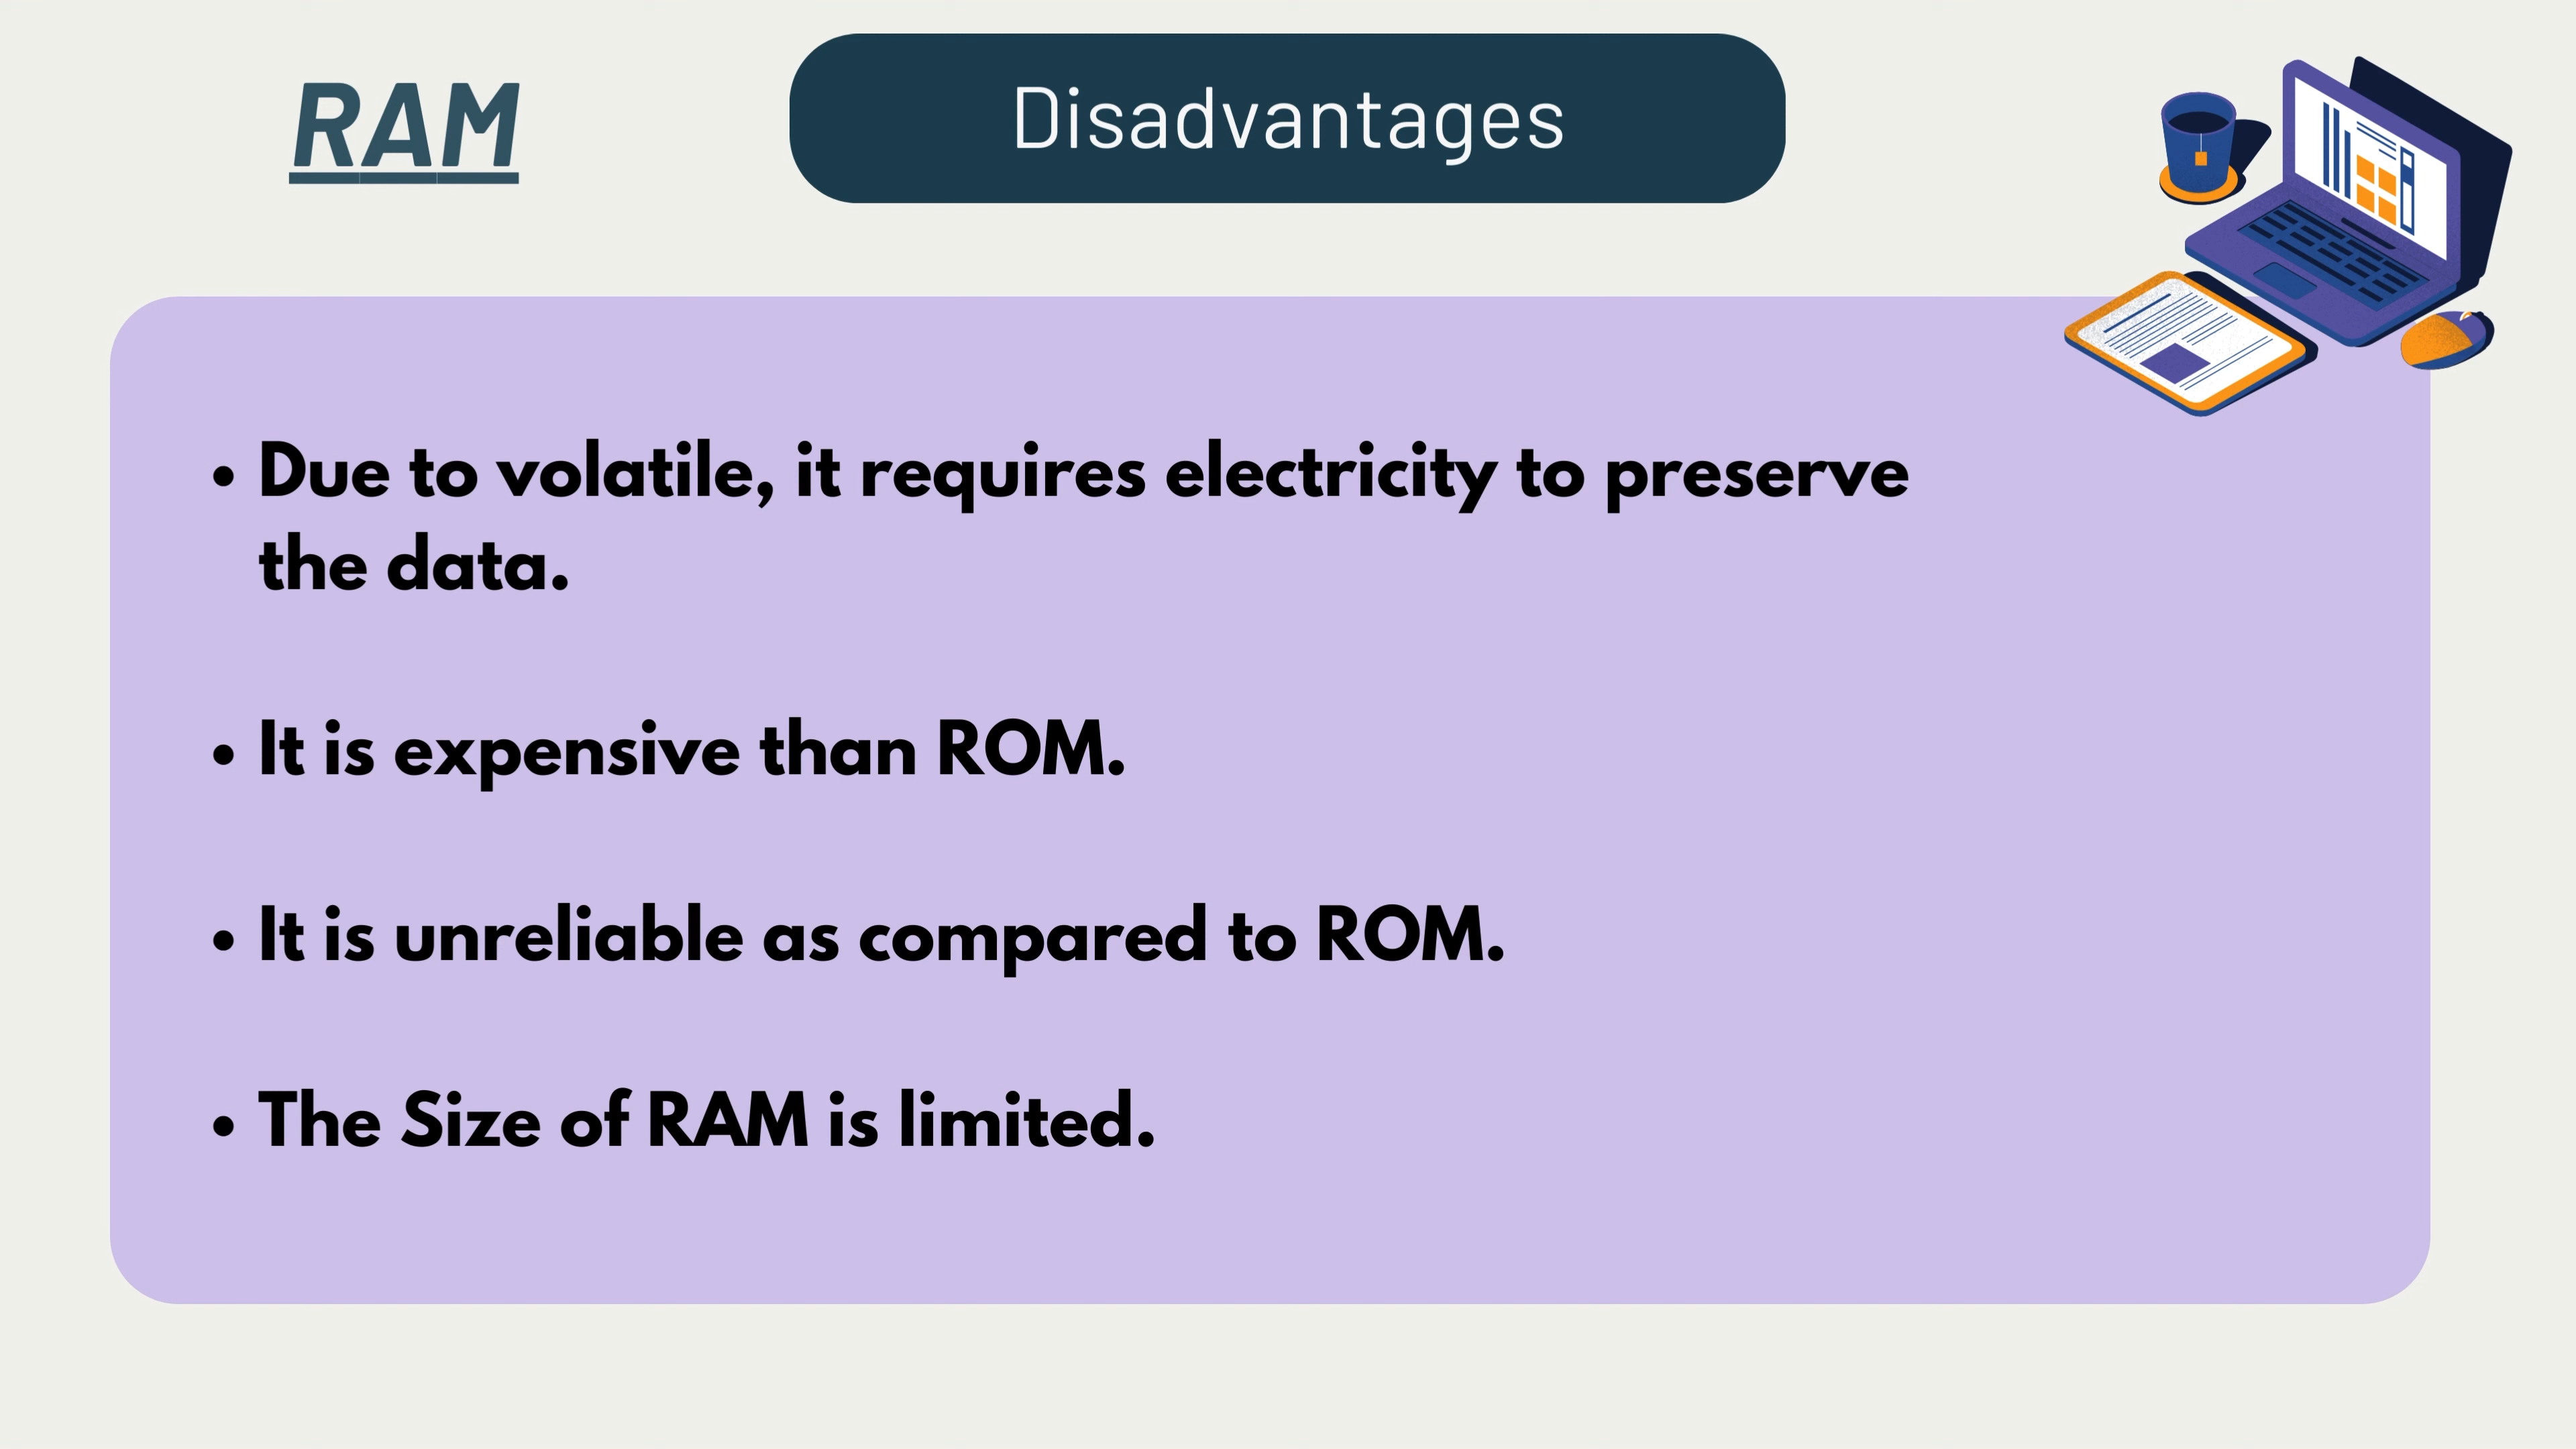 RAM
Disadvantages
• Due to volatile, it requires electricity to preserve
the data.
• It is expensive than ROM.
• It is unreliable as compared to ROM.
• The Size of RAM is limited.